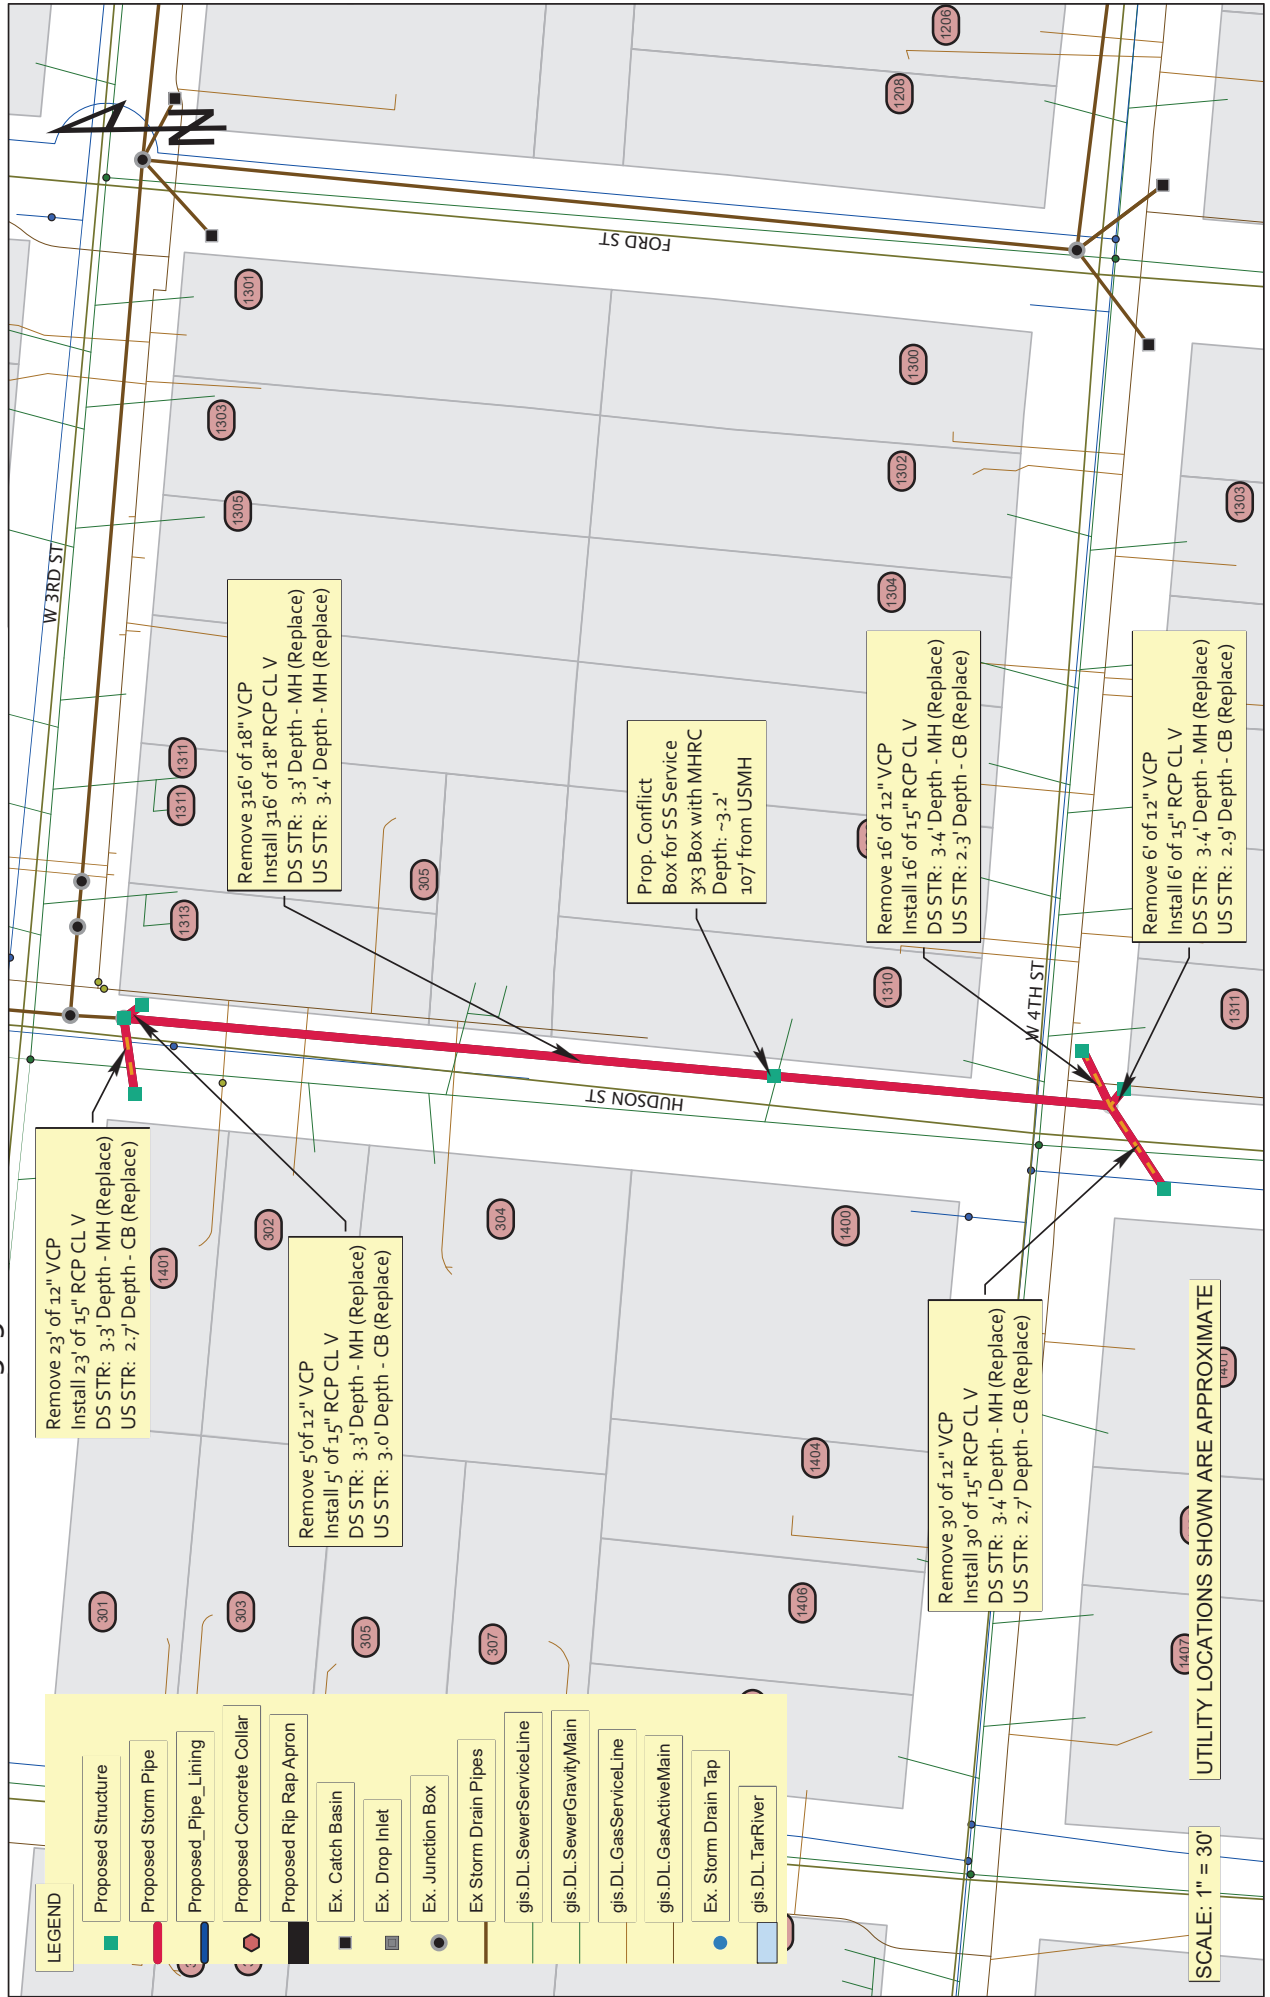 LEGEND
Proposed Structure
Proposed Storm Pipe
Proposed_Pipe_Lining
Proposed Concrete Collar
Proposed Rip Rap Apron
Ex. Catch Basin
Ex. Drop Inlet
Ex. Junction Box
Ex Storm Drain Pipes
gis.DL.SewerServiceLine
gis.DL.SewerGravityMain
gis.DL.GasServiceLine
gis.DL.GasActiveMain
Ex. Storm Drain Tap
gis.DL.TarRiver
SCALE: 1" = 30'
UTILITY LOCATIONS SHOWN ARE APPROXIMATE
Remove 23' of 12" VCP
Install 23' of 15" RCP CL V
DS STR: 3.3' Depth - MH (Replace)
US STR: 2.7' Depth - CB (Replace)
Remove 5'of 12" VCP
Install 5' of 15" RCP CL V
DS STR: 3.3' Depth - MH (Replace)
US STR: 3.0' Depth - CB (Replace)
Remove 30' of 12" VCP
Install 30' of 15" RCP CL V
DS STR: 3.4' Depth - MH (Replace)
US STR: 2.7' Depth - CB (Replace)
Remove 316' of 18" VCP
Install 316' of 18" RCP CL V
DS STR: 3.3' Depth - MH (Replace)
US STR: 3.4' Depth - MH (Replace)
Prop. Conflict
Box for SS Service
3X3 Box with MHRC
Depth: ~3.2'
107' from USMH
Remove 16' of 12" VCP
Install 16' of 15" RCP CL V
DS STR: 3.4' Depth - MH (Replace)
US STR: 2.3' Depth - CB (Replace)
Remove 6' of 12" VCP
Install 6' of 15" RCP CL V
DS STR: 3.4' Depth - MH (Replace)
US STR: 2.9' Depth - CB (Replace)
W 3RD ST
W 4TH ST
HUDSON ST
FORD ST
N
301
303
305
307
1401
302
304
1400
1404
1406
1407
1401
1313
1311
1311
305
1305
1303
1301
1310
1304
1302
1300
1311
1303
1208
1206